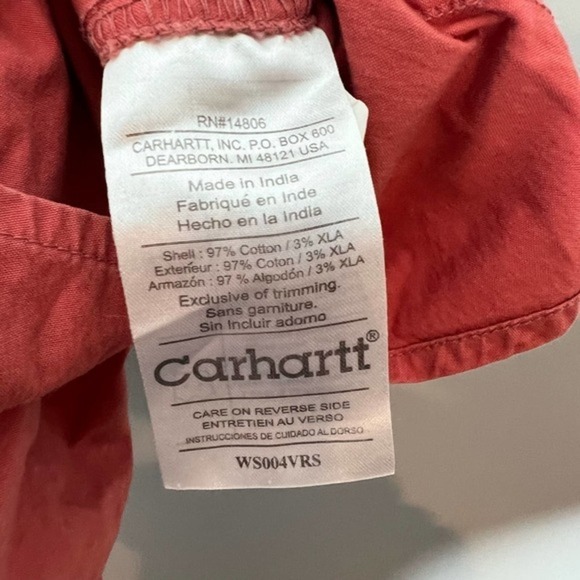 RN#14806
CARHARTT, INC. P.O. BOX 600
DEARBORN. MI 48121 USA
Made in India
Fabriqué en Inde
Hecho en la India
Shell : 97% Cotton / 3% XLA
Exterieur : 97% Coton / 3% XLA
Armazón : 97 % Algodón / 3% XLA
Exclusive of trimming.
Sans garniture.
Sin Incluir adorno
Carhartt®
CARE ON REVERSE SIDE
ENTRETIEN AU VERSO
INSTRUCCIONES DE CUIDADO AL DORSO
WS004VRS